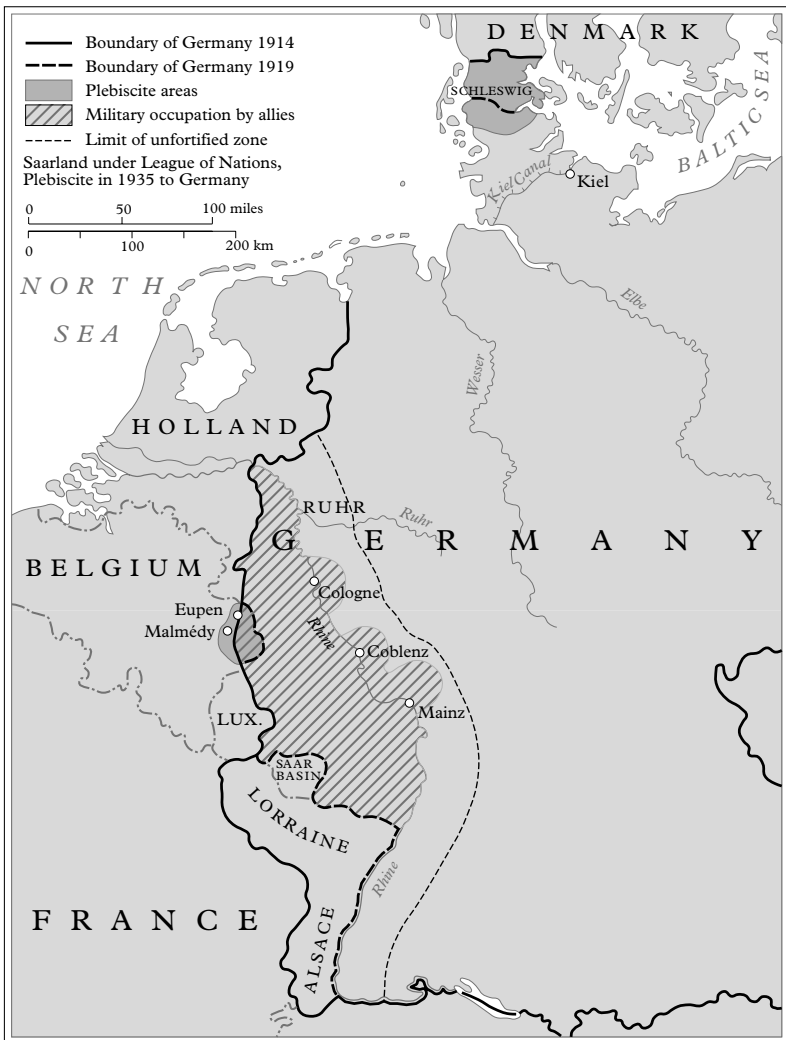 Boundary of Germany 1914
Boundary of Germany 1919
Plebiscite areas
Military occupation by allies
Limit of unfortified zone
Saarland under League of Nations,
Plebiscite in 1935 to Germany
0 50 100 miles
0 100 200 km
DENMARK
SCHLESWIG
BALTIC SEA
Kiel Canal
Kiel
NORTH
SEA
Elbe
Wesser
HOLLAND
RUHR
Ruhr
GERMANY
BELGIUM
Cologne
Eupen
Malmédy
Rhine
Coblenz
Mainz
LUX.
SAAR
BASIN
LORRAINE
Rhine
FRANCE
ALSACE